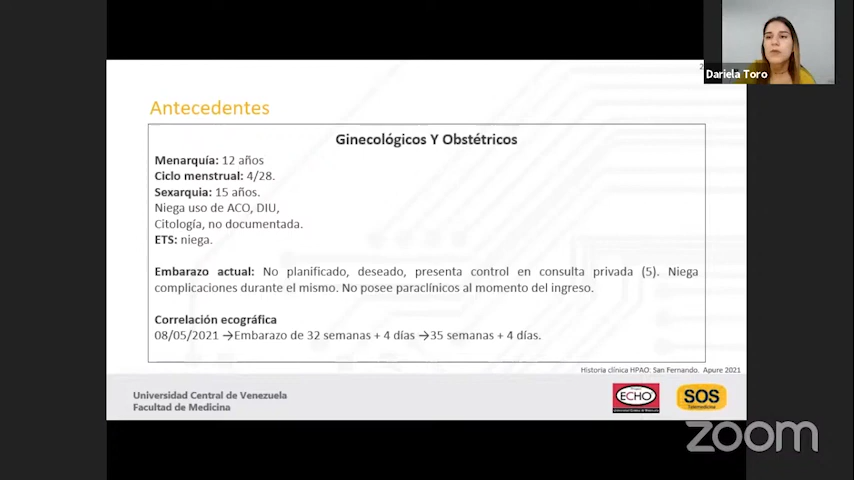 Dariela Toro
Antecedentes
Ginecológicos Y Obstétricos
Menarquía: 12 años
Ciclo menstrual: 4/28.
Sexarquia: 15 años.
Niega uso de ACO, DIU,
Citología, no documentada.
ETS: niega.
Embarazo actual: No planificado, deseado, presenta control en consulta privada (5). Niega
complicaciones durante el mismo. No posee paraclínicos al momento del ingreso.
Correlación ecográfica
08/05/2021 →Embarazo de 32 semanas + 4 días →35 semanas + 4 días.
Historia clínica HPAO: San Fernando. Apure 2021
Universidad Central de Venezuela
Facultad de Medicina
ECHO
SOS
Telemedicina
zoom